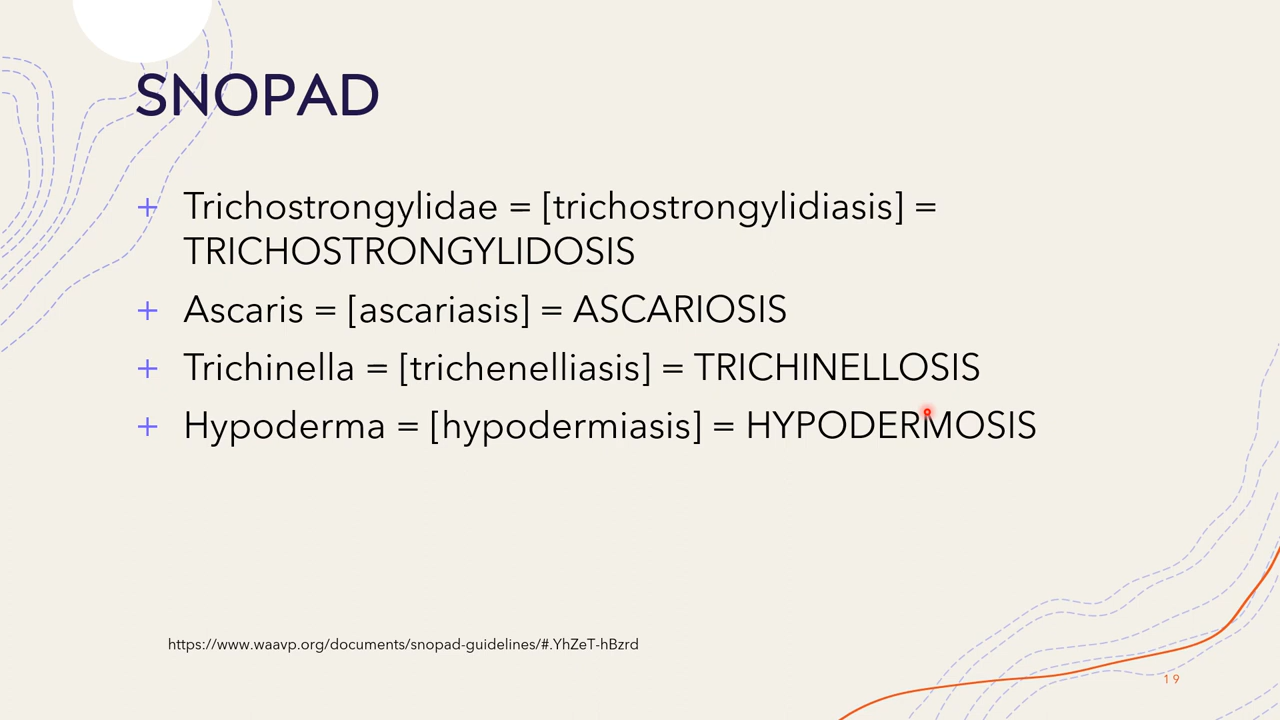 SNOPAD
+ Trichostrongylidae = [trichostrongylidiasis] =
TRICHOSTRONGYLIDOSIS
+ Ascaris = [ascariasis] = ASCARIOSIS
+ Trichinella = [trichenelliasis] = TRICHINELLOSIS
+ Hypoderma = [hypodermiasis] = HYPODERMOSIS
https://www.waavp.org/documents/snopad-guidelines/#.YhZeT-hBzrd
19